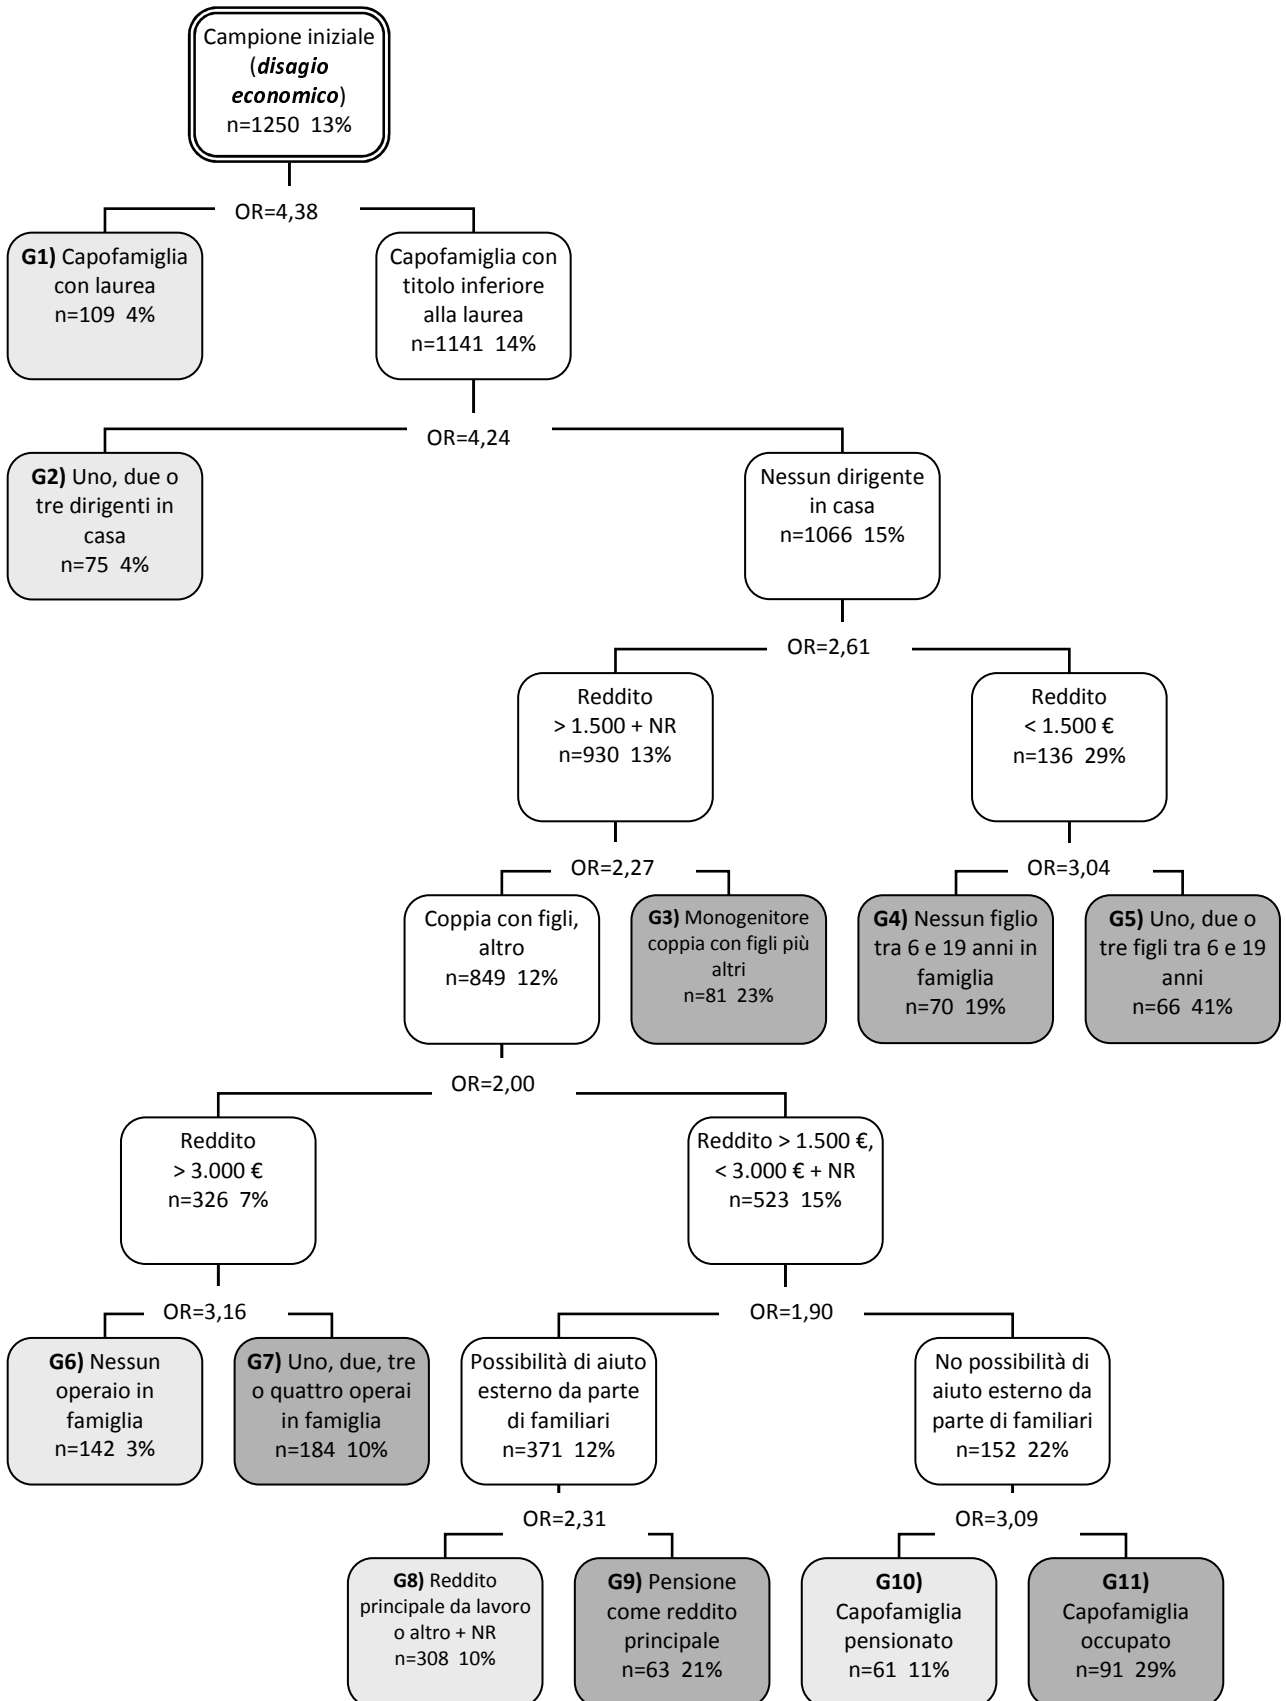 Campione iniziale
(disagio
economico)
n=1250 13%
OR=4,38
G1) Capofamiglia
con laurea
n=109 4%
Capofamiglia con
titolo inferiore
alla laurea
n=1141 14%
OR=4,24
G2) Uno, due o
tre dirigenti in
casa
n=75 4%
Nessun dirigente
in casa
n=1066 15%
OR=2,61
Reddito
> 1.500 + NR
n=930 13%
Reddito
< 1.500 €
n=136 29%
OR=2,27
OR=3,04
Coppia con figli,
altro
n=849 12%
G3) Monogenitore
coppia con figli più
altri
n=81 23%
G4) Nessun figlio
tra 6 e 19 anni in
famiglia
n=70 19%
G5) Uno, due o
tre figli tra 6 e 19
anni
n=66 41%
OR=2,00
Reddito
> 3.000 €
n=326 7%
Reddito > 1.500 €,
< 3.000 € + NR
n=523 15%
OR=3,16
OR=1,90
G6) Nessun
operaio in
famiglia
n=142 3%
G7) Uno, due, tre
o quattro operai
in famiglia
n=184 10%
Possibilità di aiuto
esterno da parte
di familiari
n=371 12%
No possibilità di
aiuto esterno da
parte di familiari
n=152 22%
OR=2,31
OR=3,09
G8) Reddito
principale da lavoro
o altro + NR
n=308 10%
G9) Pensione
come reddito
principale
n=63 21%
G10)
Capofamiglia
pensionato
n=61 11%
G11)
Capofamiglia
occupato
n=91 29%